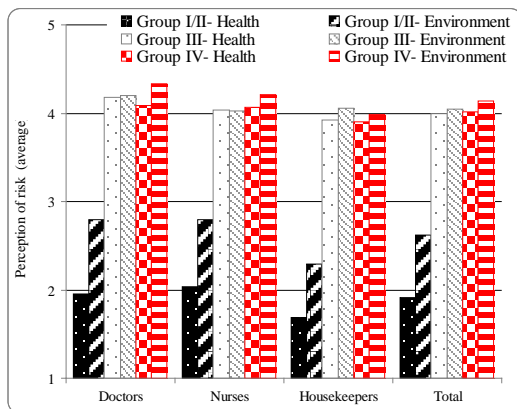 Group I/II- Health Group I/II- Environment
Group III- Health Group III- Environment
Group IV- Health Group IV- Environment
Perception of risk (average
5
4
3
2
1
Doctors Nurses Housekeepers Total